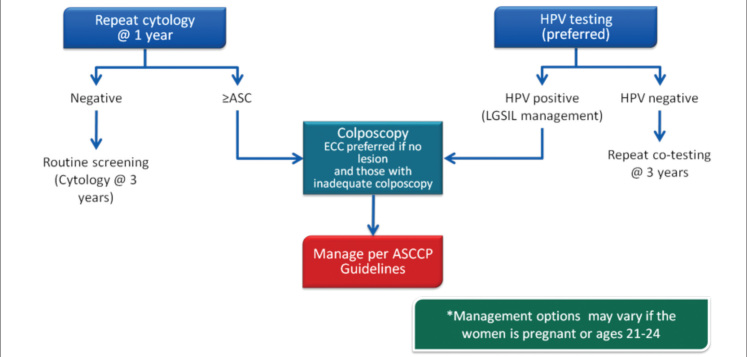 Repeat cytology
@ 1 year
HPV testing
(preferred)
Negative
≥ASC
HPV positive
(LGSIL management)
HPV negative
Routine screening
(Cytology @ 3
years)
Colposcopy
ECC preferred if no
lesion
and those with
inadequate colposcopy
Repeat co-testing
@ 3 years
Manage per ASCCP
Guidelines
*Management options may vary if the
women is pregnant or ages 21-24